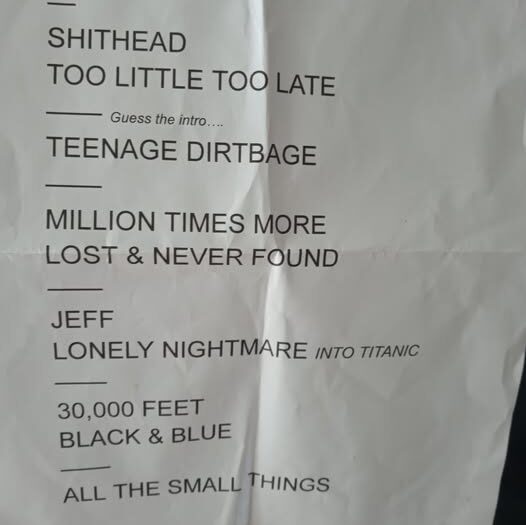 SHITHEAD
TOO LITTLE TOO LATE
Guess the intro....
TEENAGE DIRTBAGE
MILLION TIMES MORE
LOST & NEVER FOUND
JEFF
LONELY NIGHTMARE INTO TITANIC
30,000 FEET
BLACK & BLUE
ALL THE SMALL THINGS